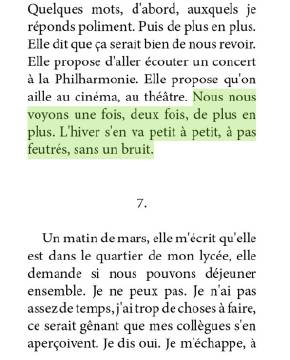 Quelques mots, d'abord, auxquels je
réponds poliment. Puis de plus en plus.
Elle dit que ça serait bien de nous revoir.
Elle propose d'aller écouter un concert
à la Philharmonie. Elle propose qu'on
aille au cinéma, au théâtre. Nous nous
voyons une fois, deux fois, de plus en
plus. L'hiver s'en va petit à petit, à pas
feutrés, sans un bruit.
7.
Un matin de mars, elle m'écrit qu'elle
est dans le quartier de mon lycée, elle
demande si nous pouvons déjeuner
ensemble. Je ne peux pas. Je n'ai pas
assez de temps, j'ai trop de choses à faire,
ce serait gênant que mes collègues s'en
aperçoivent. Je dis oui. Je m'échappe, à